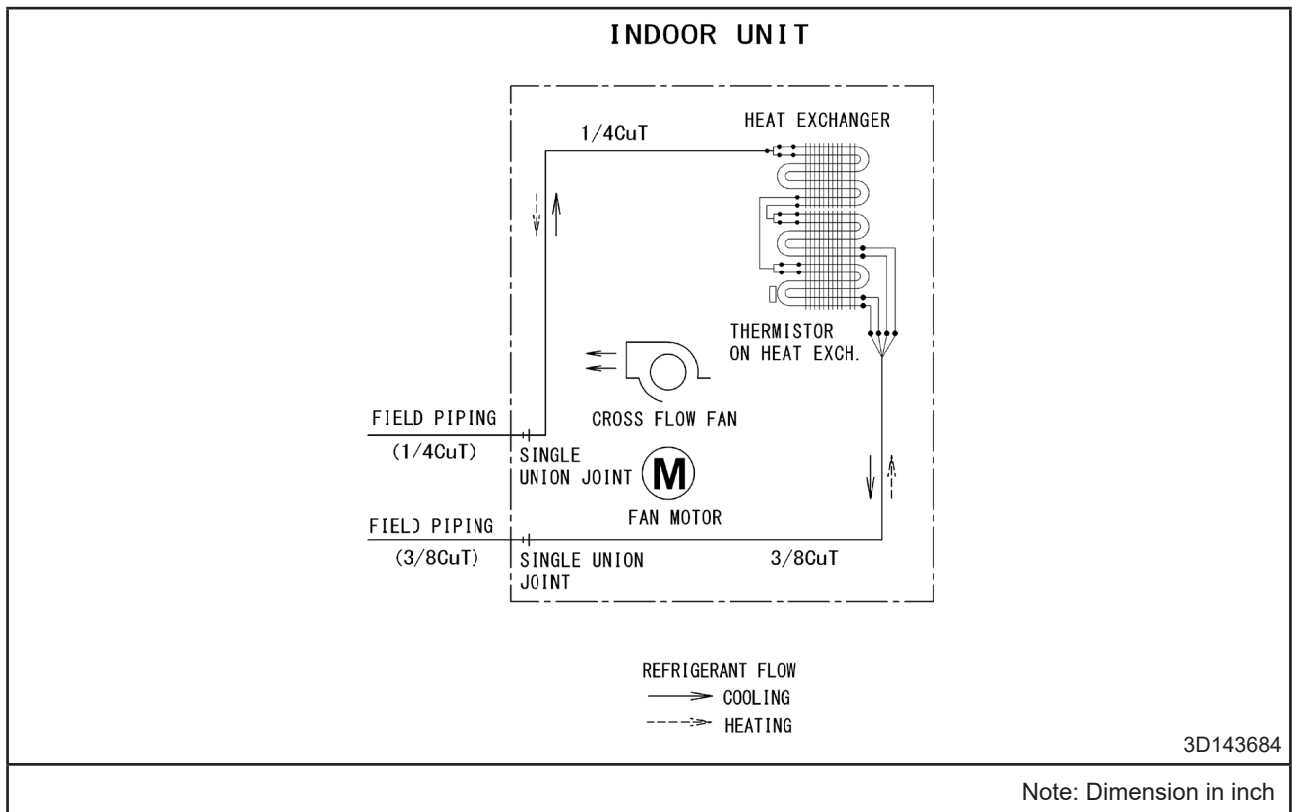 INDOOR UNIT
1/4CuT
HEAT EXCHANGER
THERMISTOR
ON HEAT EXCH.
CROSS FLOW FAN
FIELD PIPING
(1/4CuT)
SINGLE
UNION JOINT
M
FAN MOTOR
FIELD PIPING
(3/8CuT)
SINGLE UNION
JOINT
3/8CuT
REFRIGERANT FLOW
COOLING
HEATING
3D143684
Note: Dimension in inch